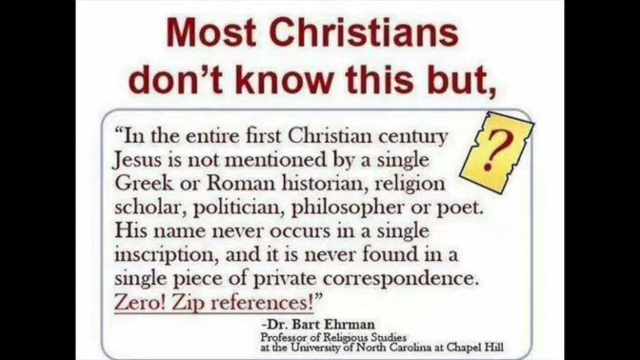 Most Christians
don't know this but,
"In the entire first Christian century
Jesus is not mentioned by a single
Greek or Roman historian, religion
scholar, politician, philosopher or poet.
His name never occurs in a single
inscription, and it is never found in a
single piece of private correspondence.
Zero! Zip references!"
?
-Dr. Bart Ehrman
Professor of Religious Studies
at the University of North Carolina at Chapel Hill